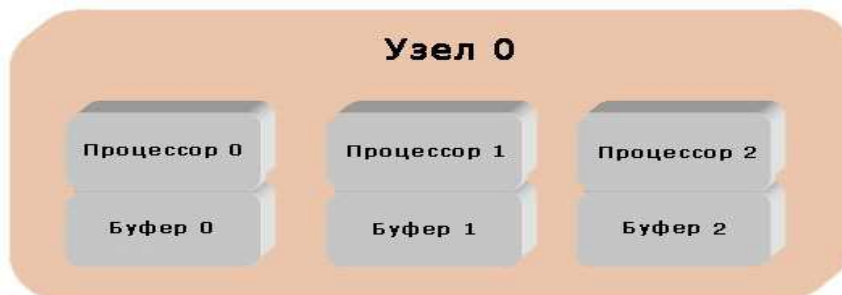 Узел 0
Процессор 0
Процессор 1
Процессор 2
Буфер 0
Буфер 1
Буфер 2